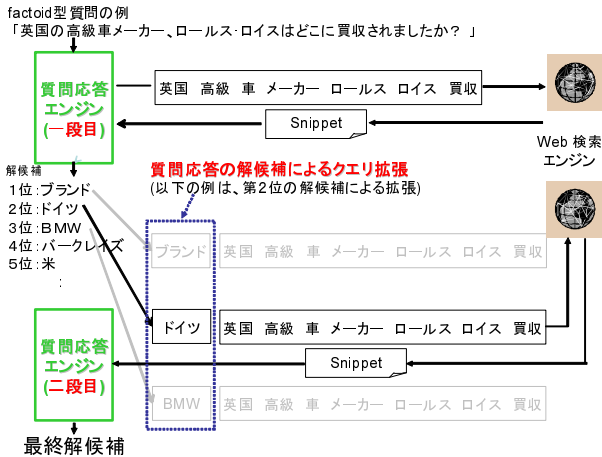 factoid型質問の例
「英国の高級車メーカー、ロールス・ロイスはどこに買収されましたか？ 」
質問応答
エンジン
(一段目)
英国 高級 車 メーカー ロールス ロイス 買収
Snippet
Web 検索
エンジン
解候補
1位：ブランド
2位：ドイツ
3位：BMW
4位：バークレイズ
5位：米
：
質問応答の解候補によるクエリ拡張
(以下の例は、第2位の解候補による拡張)
ブランド 英国 高級 車 メーカー ロールス ロイス 買収
ドイツ 英国 高級 車 メーカー ロールス ロイス 買収
質問応答
エンジン
(二段目)
Snippet
BMW 英国 高級 車 メーカー ロールス ロイス 買収
最終解候補